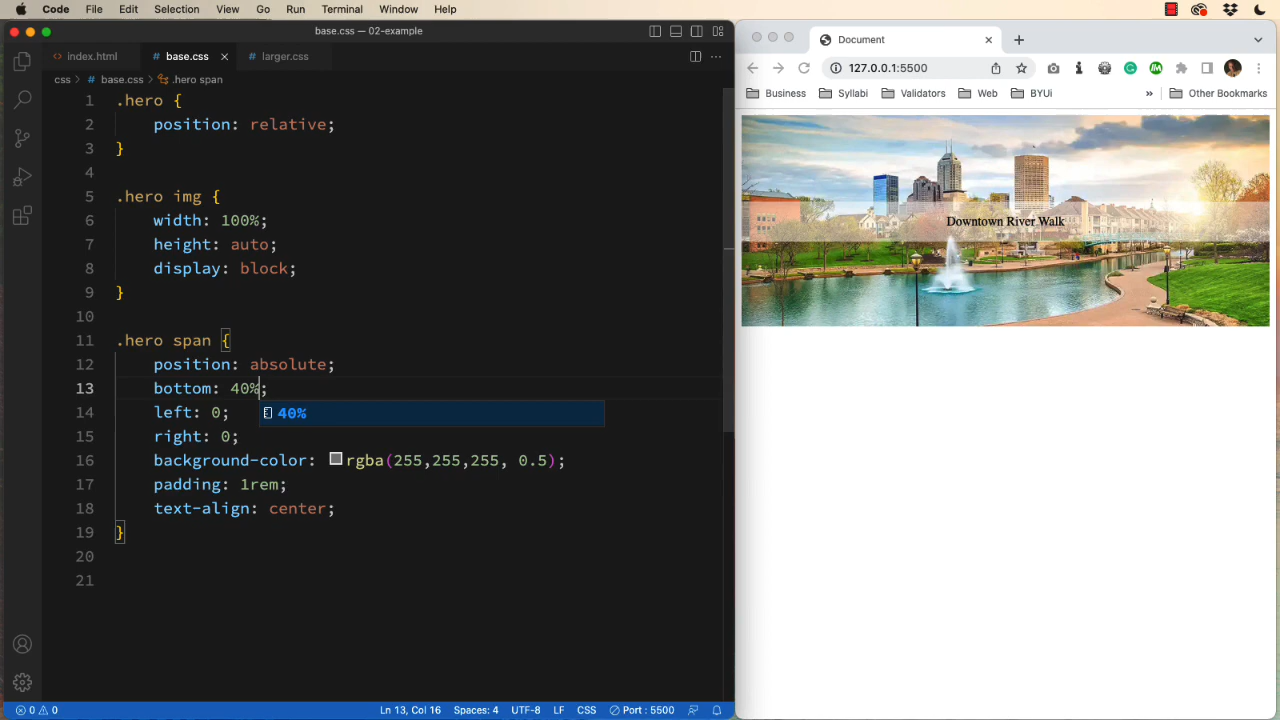 Code File Edit Selection View Go Run Terminal Window Help
base.css — 02-example
index.html base.css larger.css
css > base.css > .hero span
1 .hero {
2 position: relative;
3 }
4
5 .hero img {
6 width: 100%;
7 height: auto;
8 display: block;
9 }
10
11 .hero span {
12 position: absolute;
13 bottom: 40%;
40%
14 left: 0;
15 right: 0;
16 background-color: rgba(255,255,255, 0.5);
17 padding: 1rem;
18 text-align: center;
19 }
20
21
0 0 Ln 13, Col 16 Spaces: 4 UTF-8 LF CSS Port : 5500
Document
127.0.0.1:5500
Business Syllabi Validators Web BYUi » Other Bookmarks
Downtown River Walk